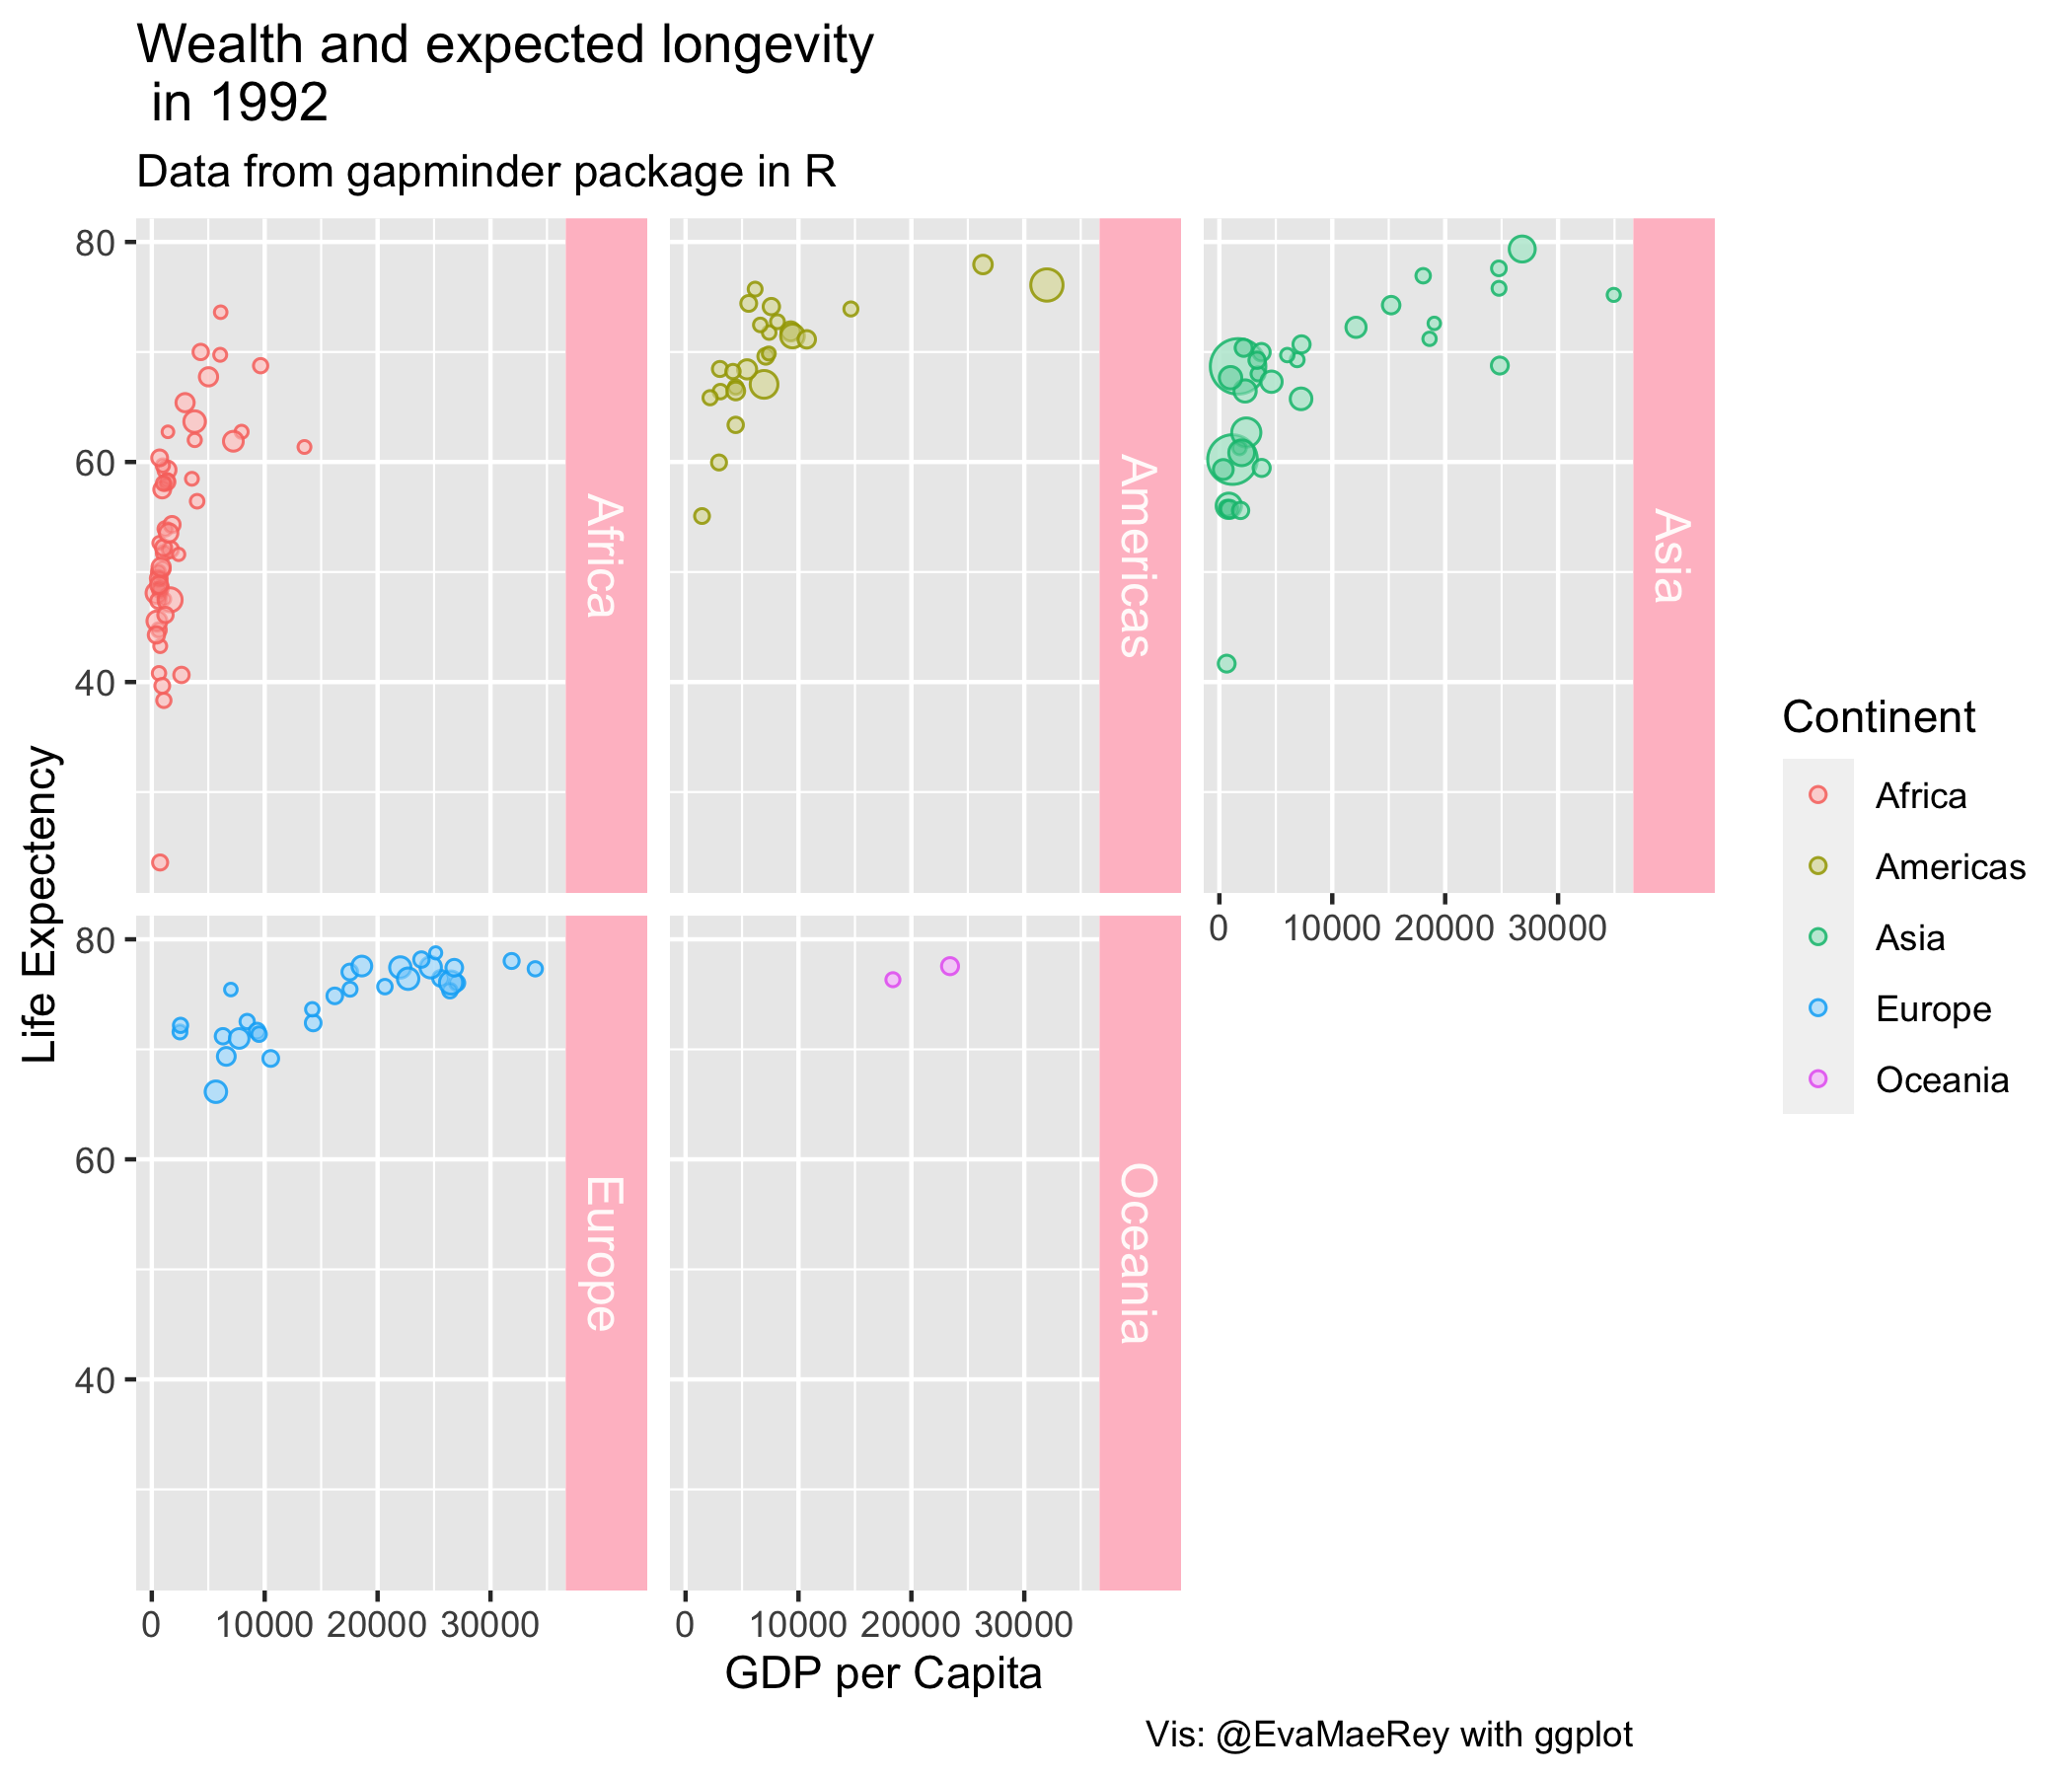 Wealth and expected longevity
in 1992
Data from gapminder package in R
80
60
40
Africa
Americas
Asia
0 10000 20000 30000
Life Expectency
80
60
40
Europe
Oceania
0 10000 20000 30000
0 10000 20000 30000
GDP per Capita
Continent
Africa
Americas
Asia
Europe
Oceania
Vis: @EvaMaeRey with ggplot